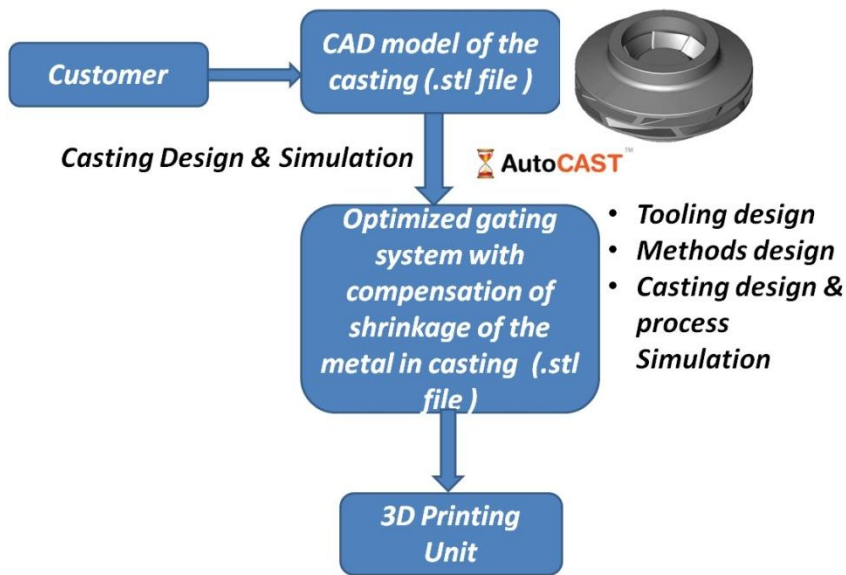 Customer
CAD model of the
casting (.stl file )
Casting Design & Simulation
AutoCAST™
Optimized gating
system with
compensation of
shrinkage of the
metal in casting (.stl
file )
• Tooling design
• Methods design
• Casting design &
process
Simulation
3D Printing
Unit